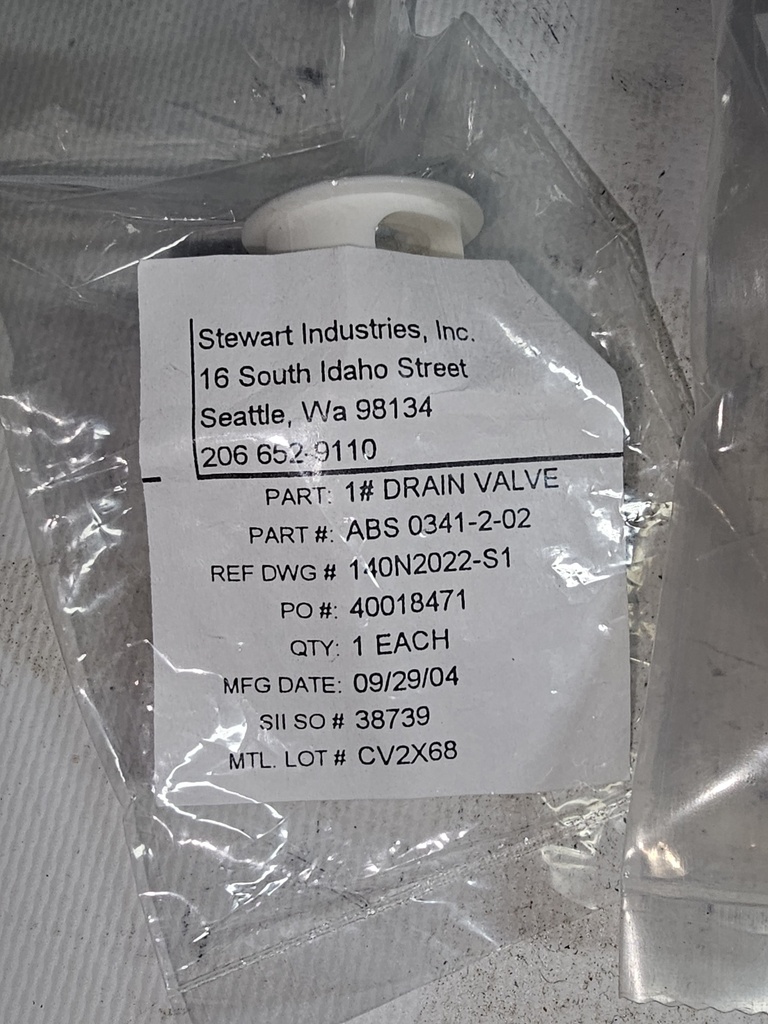 Stewart Industries, Inc.
16 South Idaho Street
Seattle, Wa 98134
206 652-9110
PART: 1# DRAIN VALVE
PART #: ABS 0341-2-02
REF DWG # 140N2022-S1
PO #: 40018471
QTY: 1 EACH
MFG DATE: 09/29/04
SII SO # 38739
MTL. LOT # CV2X68